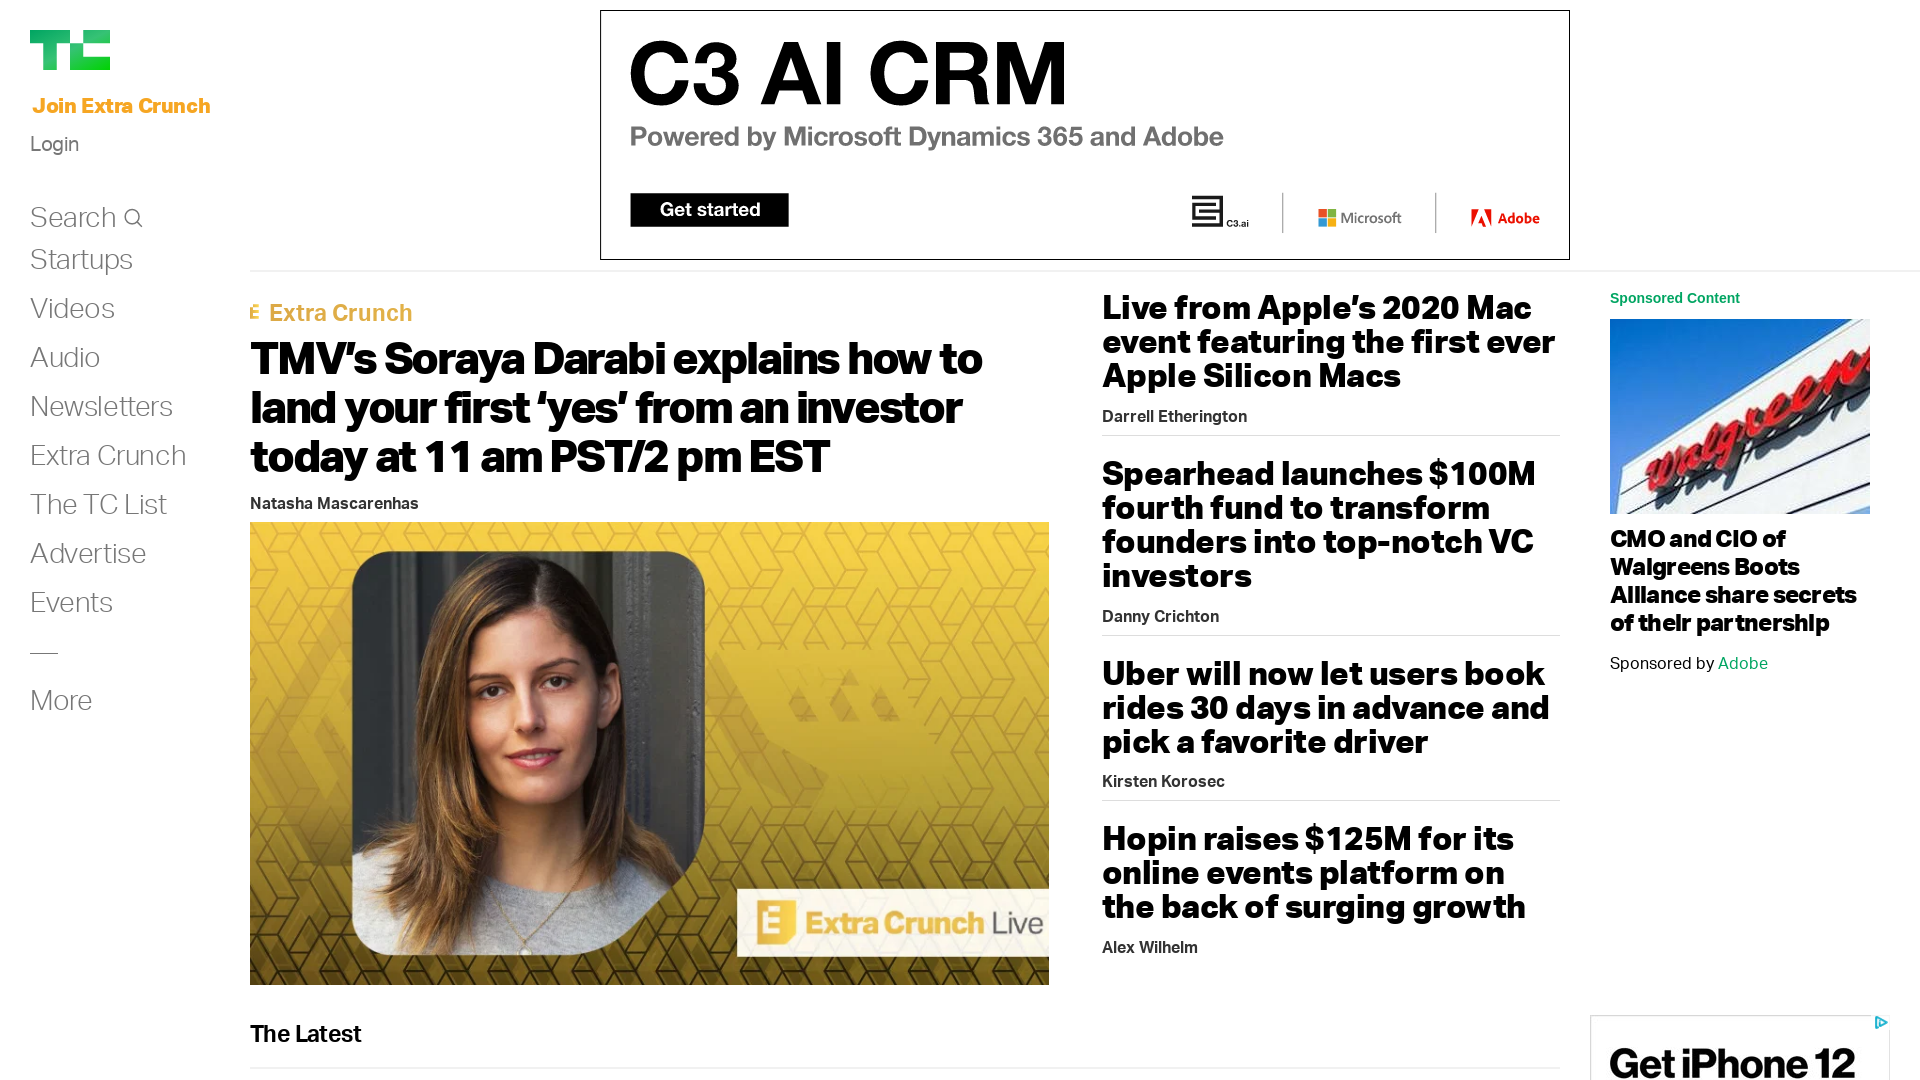 TC
Join Extra Crunch
Login
Search
Startups
Videos
Audio
Newsletters
Extra Crunch
The TC List
Advertise
Events
—
More
C3 AI CRM
Powered by Microsoft Dynamics 365 and Adobe
Get started
C3.ai
Microsoft
Adobe
Extra Crunch
TMV’s Soraya Darabi explains how to
land your first ‘yes’ from an investor
today at 11 am PST/2 pm EST
Natasha Mascarenhas
Extra Crunch Live
Live from Apple’s 2020 Mac
event featuring the first ever
Apple Silicon Macs
Darrell Etherington
Spearhead launches $100M
fourth fund to transform
founders into top-notch VC
investors
Danny Crichton
Uber will now let users book
rides 30 days in advance and
pick a favorite driver
Kirsten Korosec
Hopin raises $125M for its
online events platform on
the back of surging growth
Alex Wilhelm
Sponsored Content
Walgreens
CMO and CIO of
Walgreens Boots
Alliance share secrets
of their partnership
Sponsored by Adobe
The Latest
Get iPhone 12